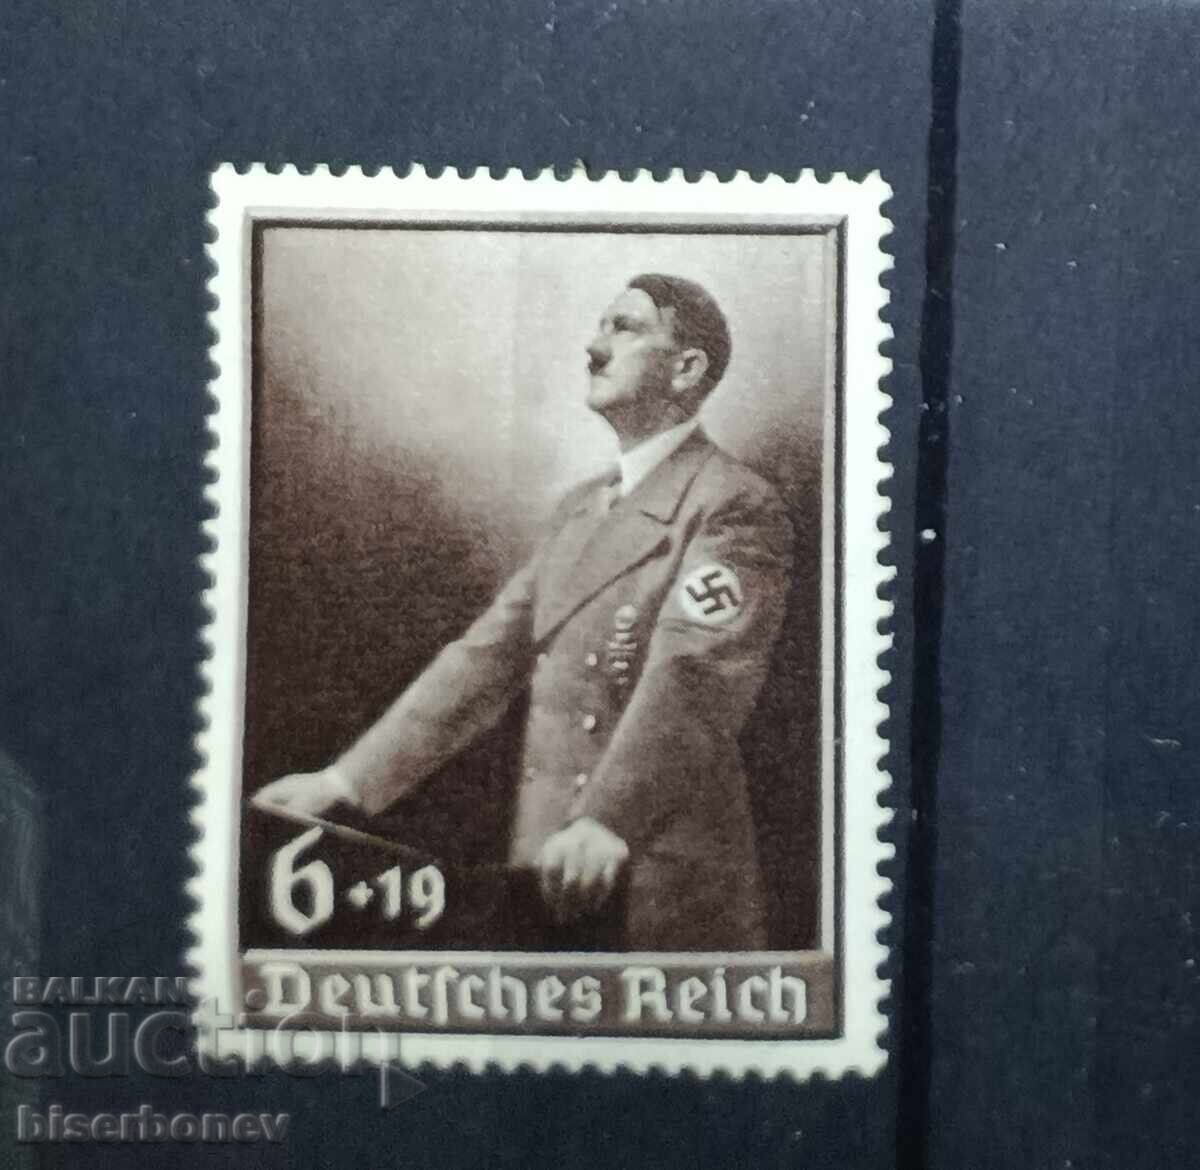 6+19
Deutsches Reich
BALKAN
auction
biserbonev